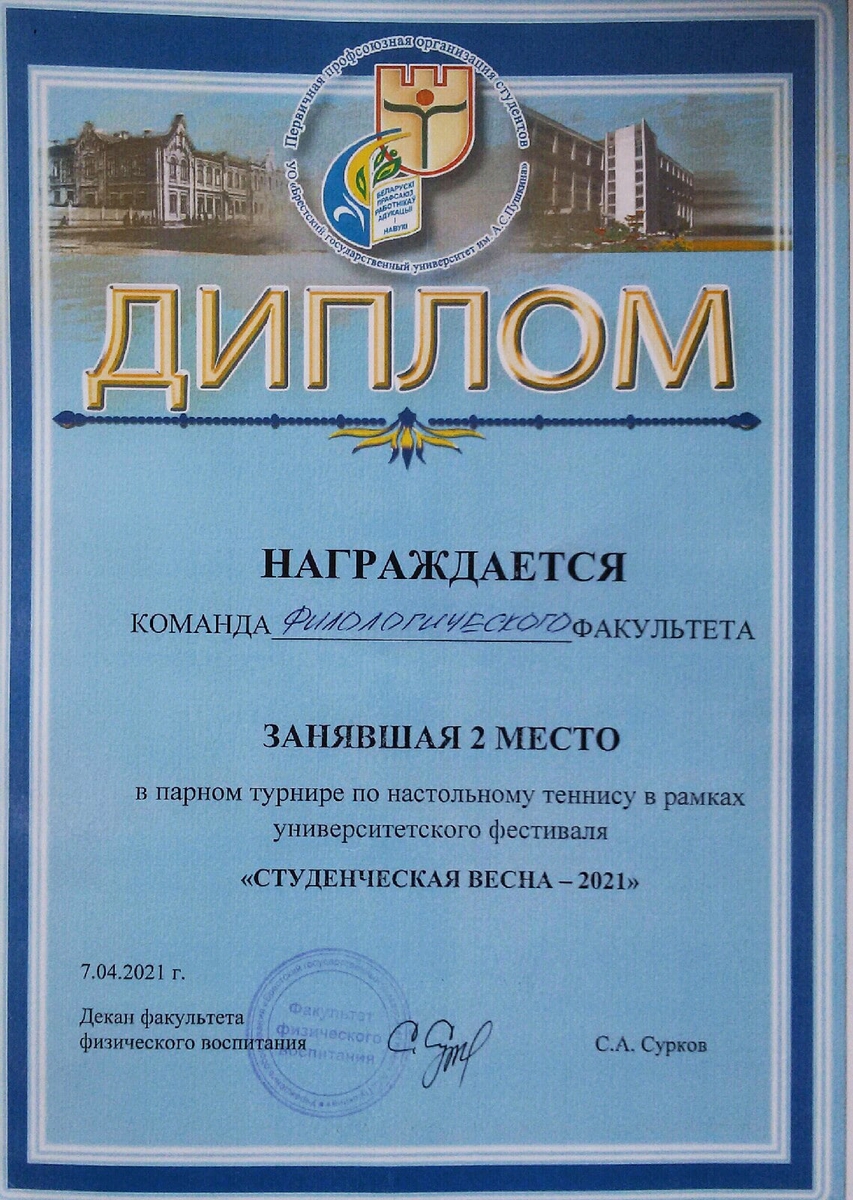 Первичная профсоюзная организация студентов
УО «Брестский государственный университет им. А.С.Пушкина»
БЕЛАРУСКІ
ПРАФСАЮЗ
РАБОТНІКАЎ
АДУКАЦЫІ
І
НАВУКІ
ДИПЛОМ
НАГРАЖДАЕТСЯ
КОМАНДА ФИЛОЛОГИЧЕСКОГО ФАКУЛЬТЕТА
ЗАНЯВШАЯ 2 МЕСТО
в парном турнире по настольному теннису в рамках
университетского фестиваля
«СТУДЕНЧЕСКАЯ ВЕСНА – 2021»
7.04.2021 г.
Декан факультета
физического воспитания
С.А. Сурков
Факультет
физического
воспитания